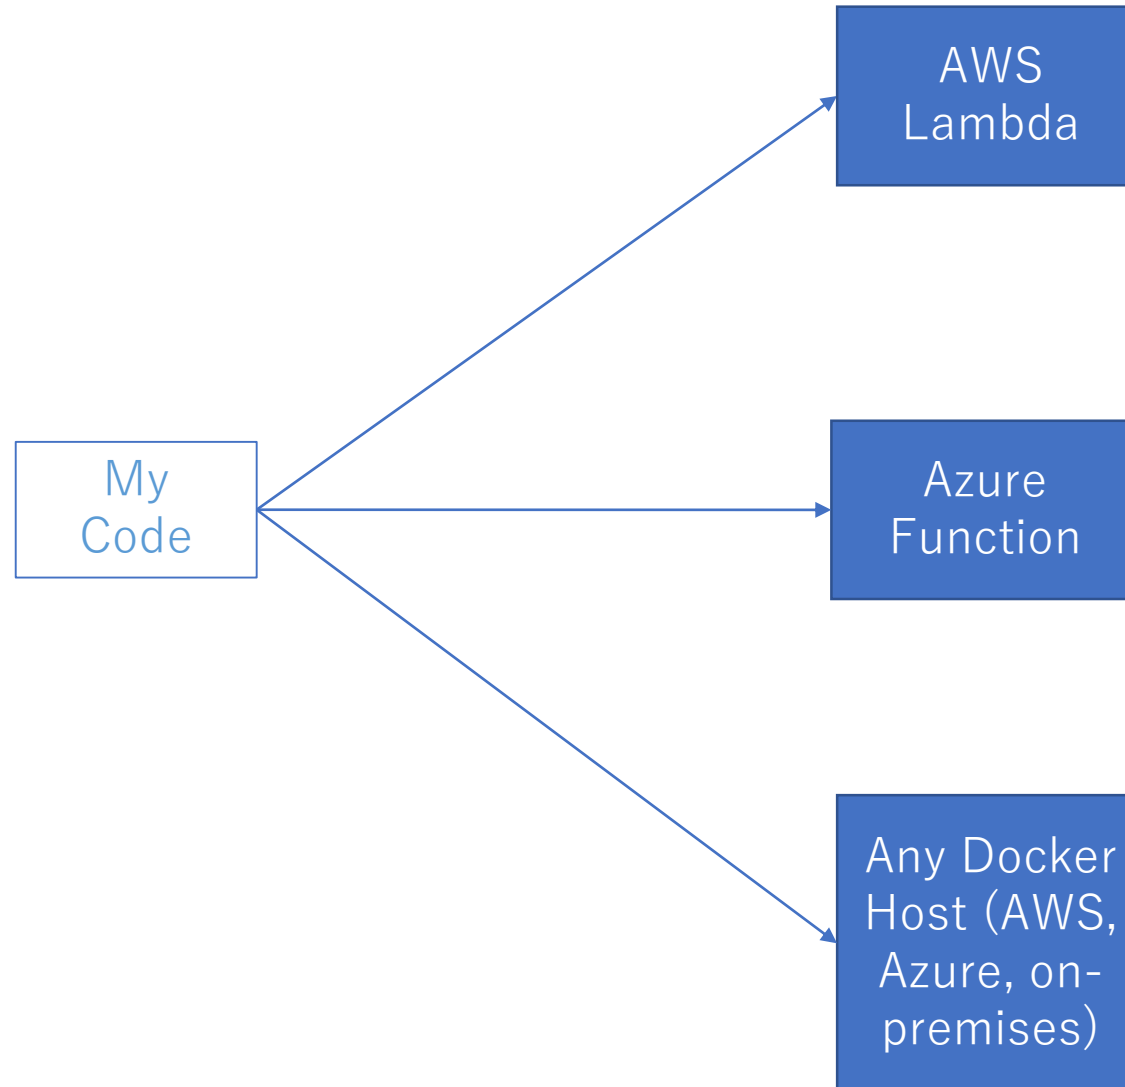 AWS
Lambda
My
Code
Azure
Function
Any Docker
Host (AWS,
Azure, on-
premises)